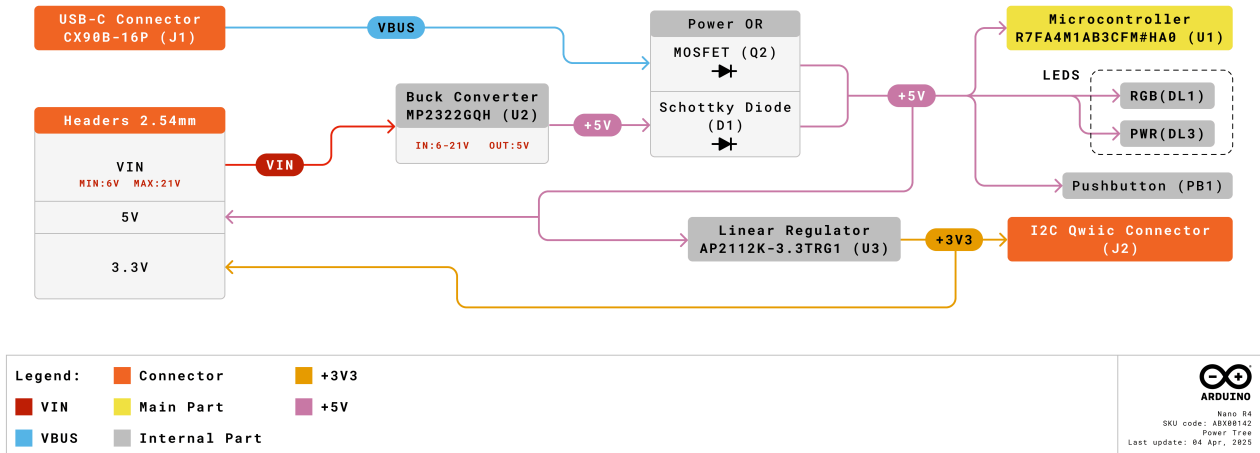 USB-C Connector
CX90B-16P (J1)
VBUS
Power OR
MOSFET (Q2)
Schottky Diode
(D1)
Microcontroller
R7FA4M1AB3CFM#HA0 (U1)
LEDS
RGB(DL1)
PWR(DL3)
+5V
Buck Converter
MP2322GQH (U2)
IN:6-21V OUT:5V
+5V
Headers 2.54mm
VIN
MIN:6V MAX:21V
VIN
5V
3.3V
Pushbutton (PB1)
Linear Regulator
AP2112K-3.3TRG1 (U3)
+3V3
I2C Qwiic Connector
(J2)
Legend:
Connector
+3V3
VIN
Main Part
+5V
VBUS
Internal Part
ARDUINO
Nano R4
SKU code: ABX00142
Power Tree
Last update: 04 Apr, 2025